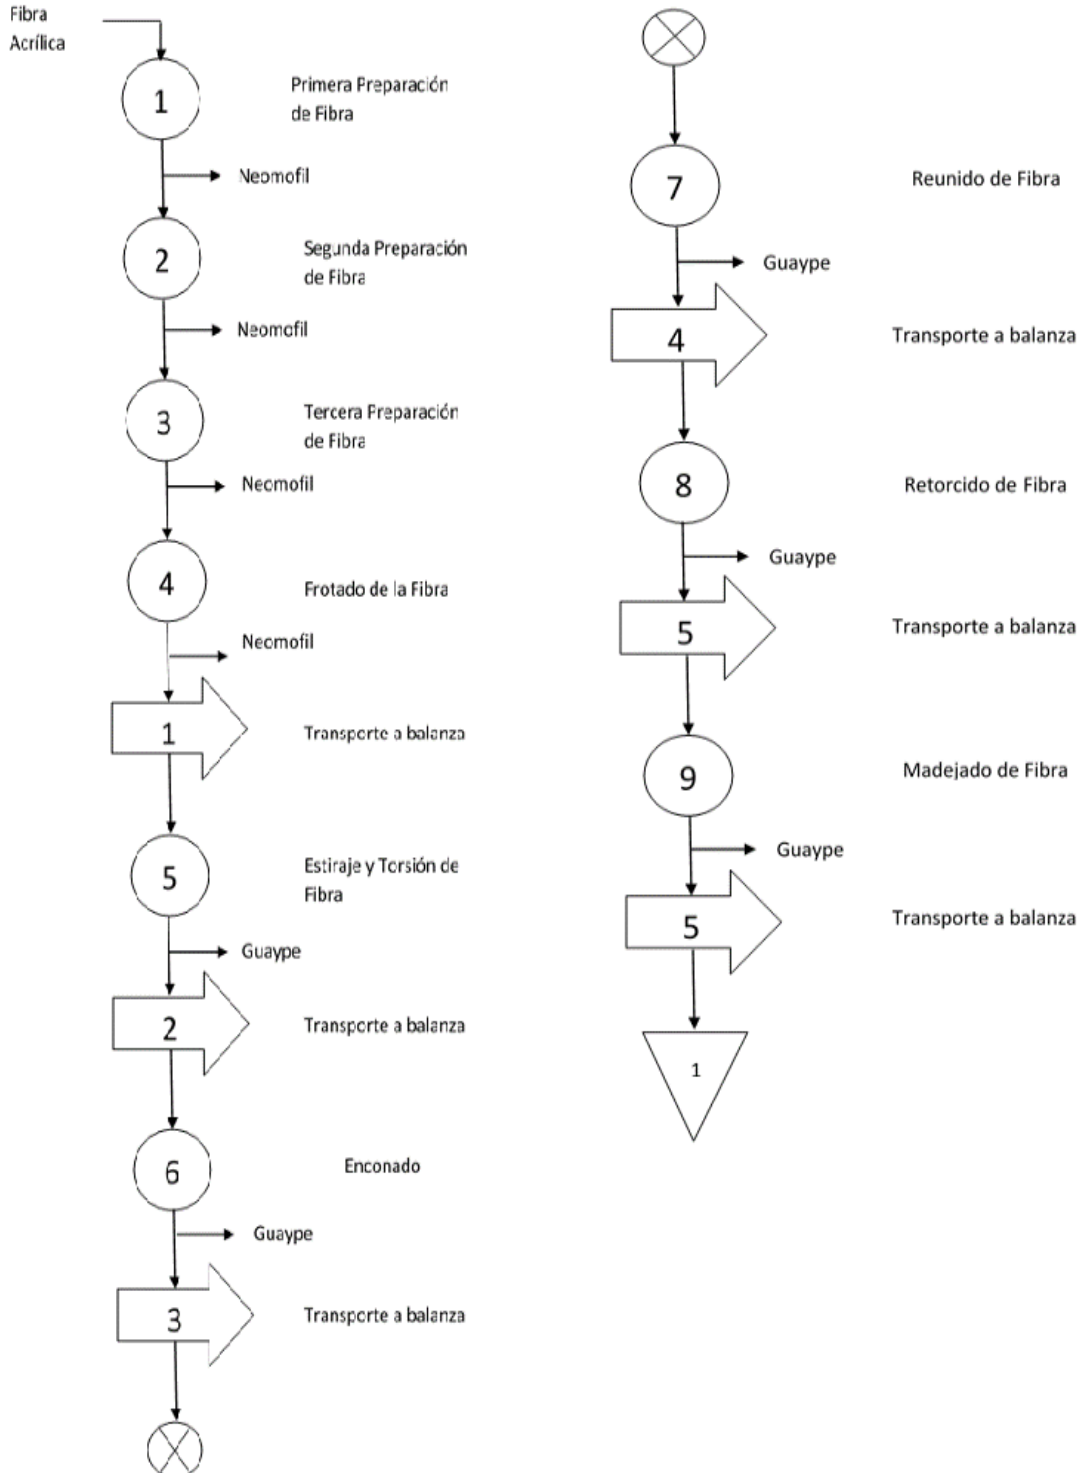 Fibra
Acrílica
1
Primera Preparación
de Fibra
Neomofil
2
Segunda Preparación
de Fibra
Neomofil
3
Tercera Preparación
de Fibra
Neomofil
4
Frotado de la Fibra
Neomofil
1
Transporte a balanza
5
Estiraje y Torsión de
Fibra
Guaype
2
Transporte a balanza
6
Enconado
Guaype
3
Transporte a balanza
7
Reunido de Fibra
Guaype
4
Transporte a balanza
8
Retorcido de Fibra
Guaype
5
Transporte a balanza
9
Madejado de Fibra
Guaype
5
Transporte a balanza
1